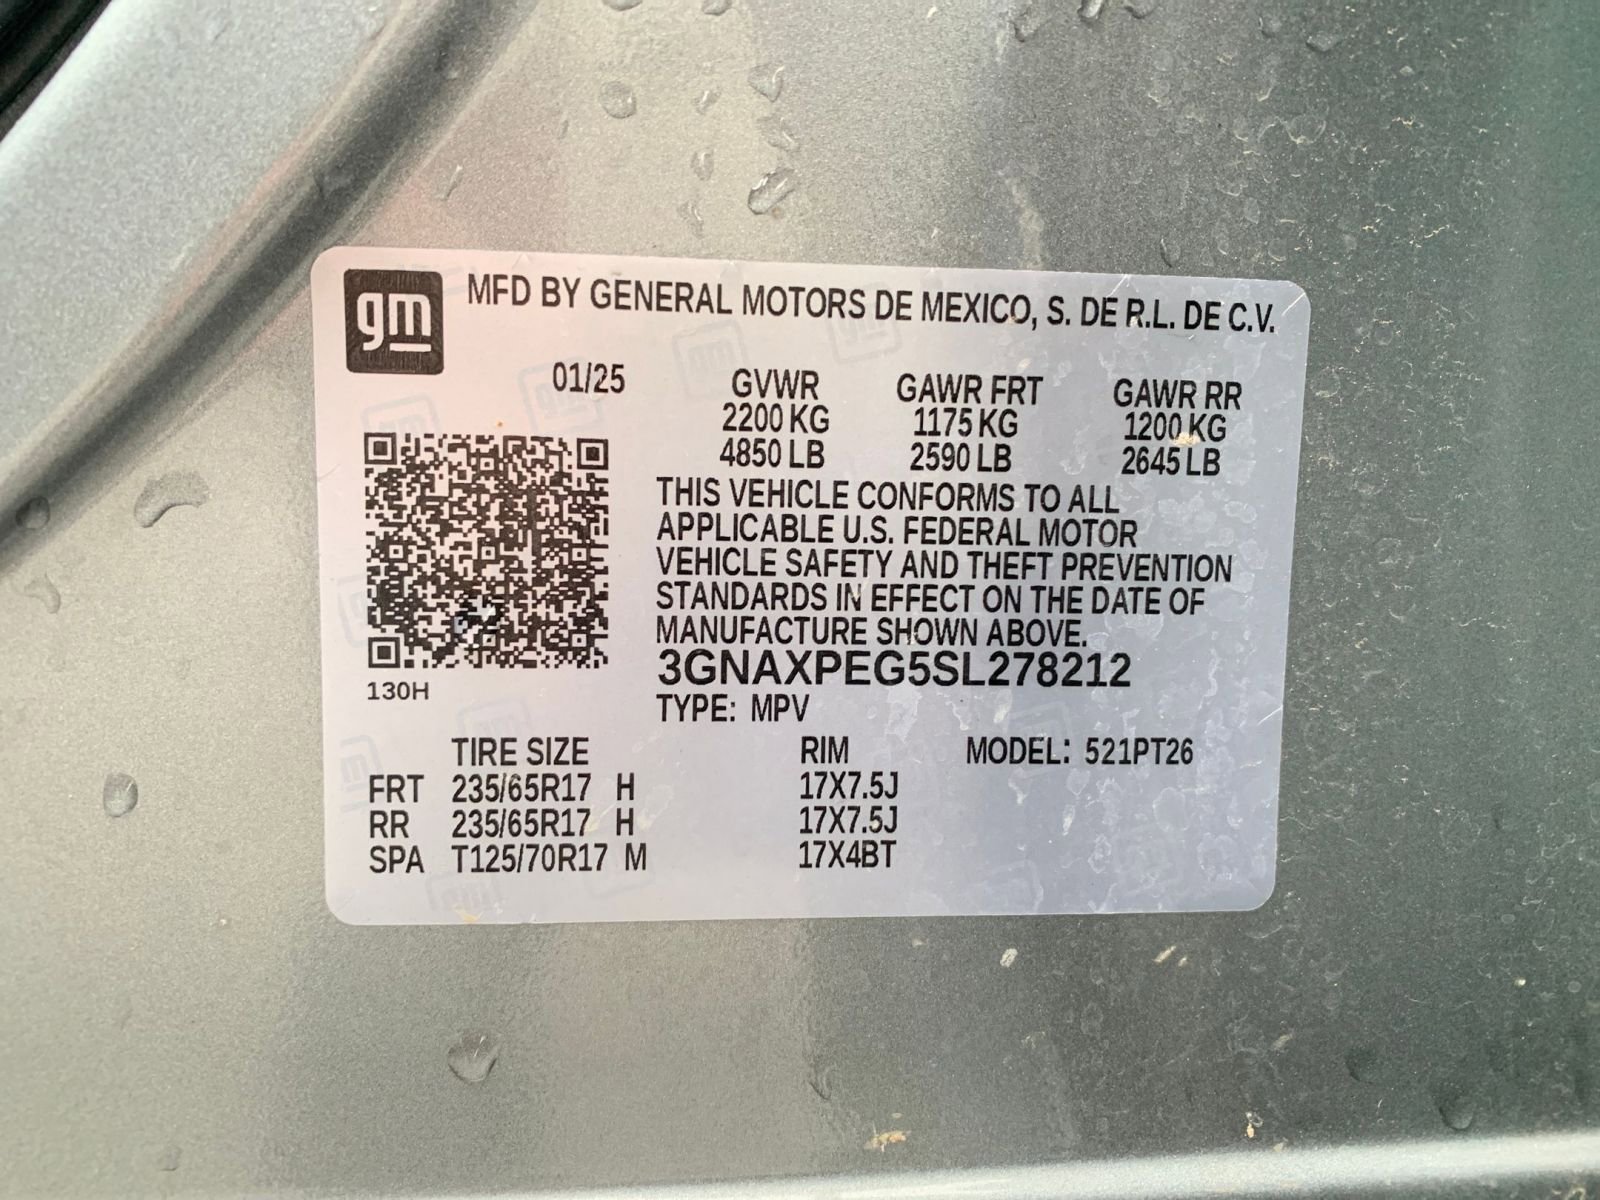 gm
MFD BY GENERAL MOTORS DE MEXICO, S. DE R.L. DE C.V.
01/25
GVWR GAWR FRT GAWR RR
2200 KG 1175 KG 1200 KG
4850 LB 2590 LB 2645 LB
THIS VEHICLE CONFORMS TO ALL
APPLICABLE U.S. FEDERAL MOTOR
VEHICLE SAFETY AND THEFT PREVENTION
STANDARDS IN EFFECT ON THE DATE OF
MANUFACTURE SHOWN ABOVE.
3GNAXPEG5SL278212
130H
TYPE: MPV
TIRE SIZE RIM MODEL: 521PT26
FRT 235/65R17 H 17X7.5J
RR 235/65R17 H 17X7.5J
SPA T125/70R17 M 17X4BT